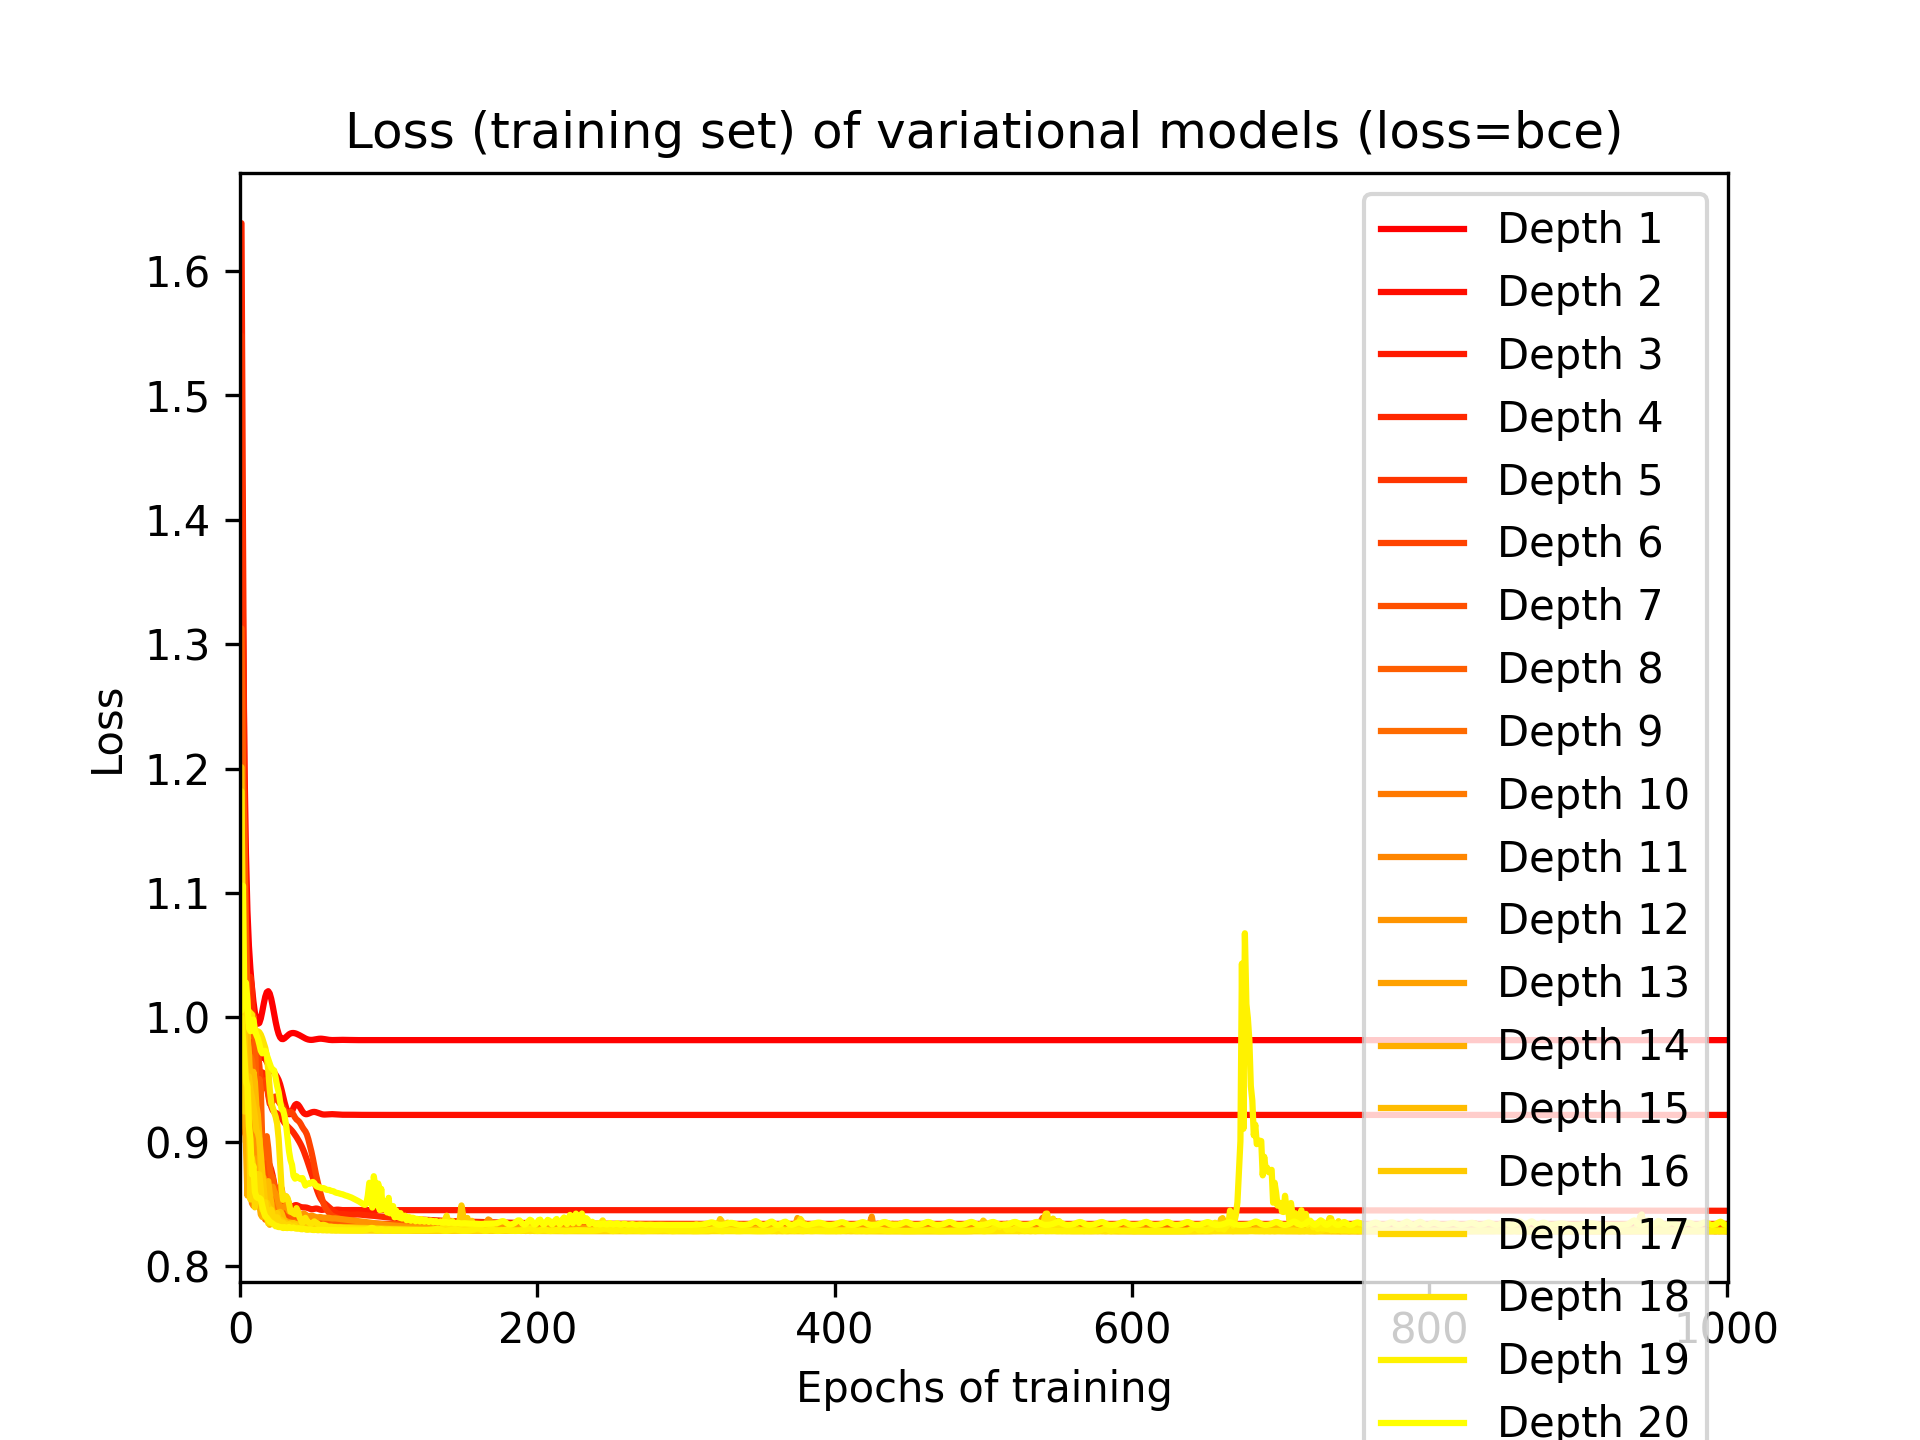 Loss (training set) of variational models (loss=bce)
Loss
1.6
1.5
1.4
1.3
1.2
1.1
1.0
0.9
0.8
0 200 400 600 800 1000
Epochs of training
Depth 1
Depth 2
Depth 3
Depth 4
Depth 5
Depth 6
Depth 7
Depth 8
Depth 9
Depth 10
Depth 11
Depth 12
Depth 13
Depth 14
Depth 15
Depth 16
Depth 17
Depth 18
Depth 19
Depth 20